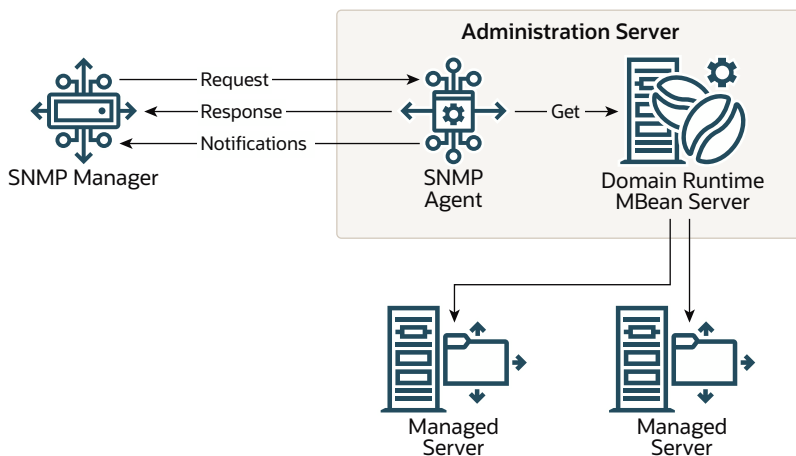 Administration Server
Request
Response
Get
Notifications
SNMP Manager
SNMP
Agent
Domain Runtime
MBean Server
Managed
Server
Managed
Server